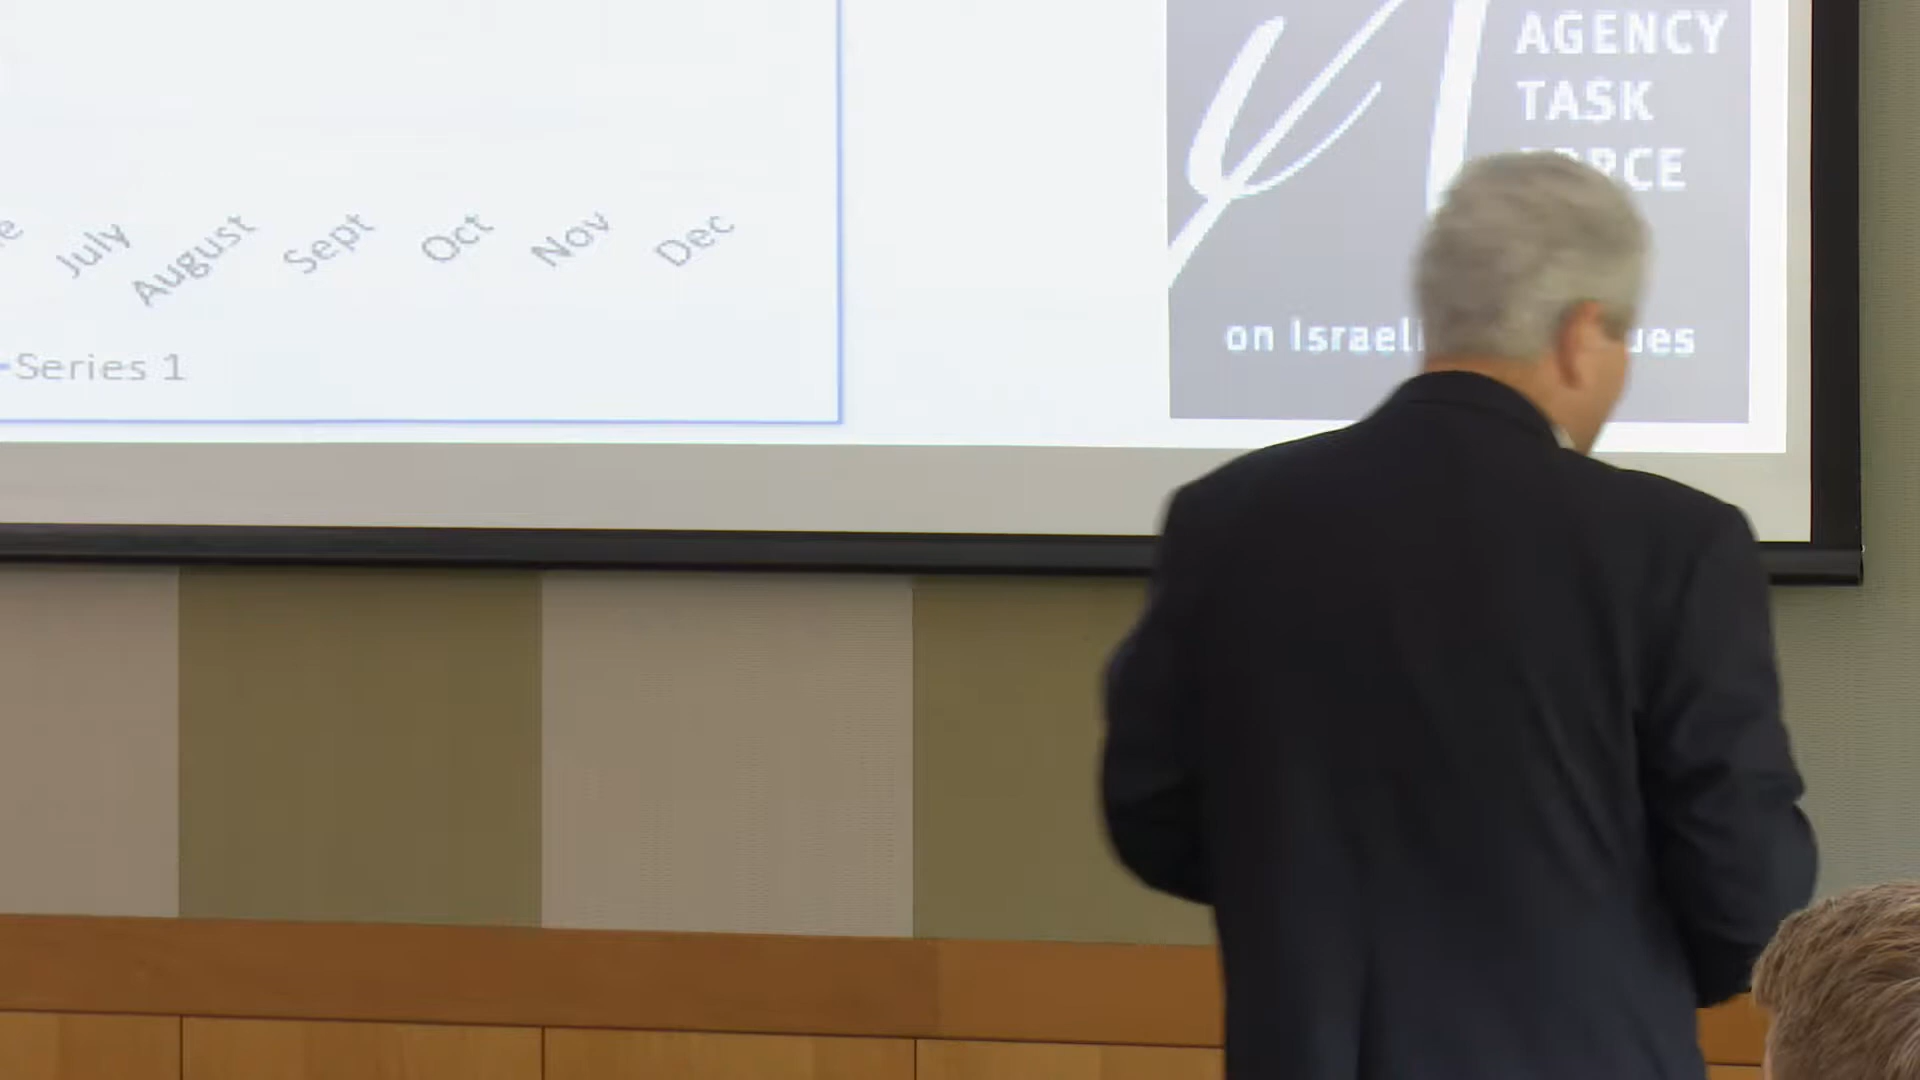 AGENCY
TASK
July
August
Sept
Oct
Nov
Dec
Series 1
on Israeli